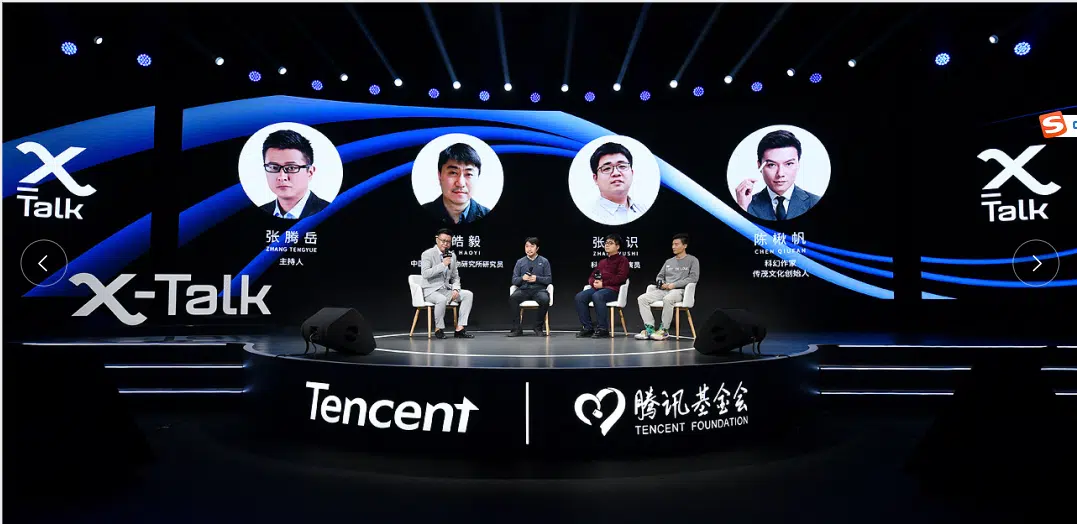 X
Talk
X
Talk
X-Talk
张腾岳
ZHANG TENGYUE
主持人
皓毅
HAOYI
研究所研究员
张 识
陈楸帆
CHEN QIUFAN
科幻作家
传茂文化创始人
Tencent
腾讯基金会
TENCENT FOUNDATION